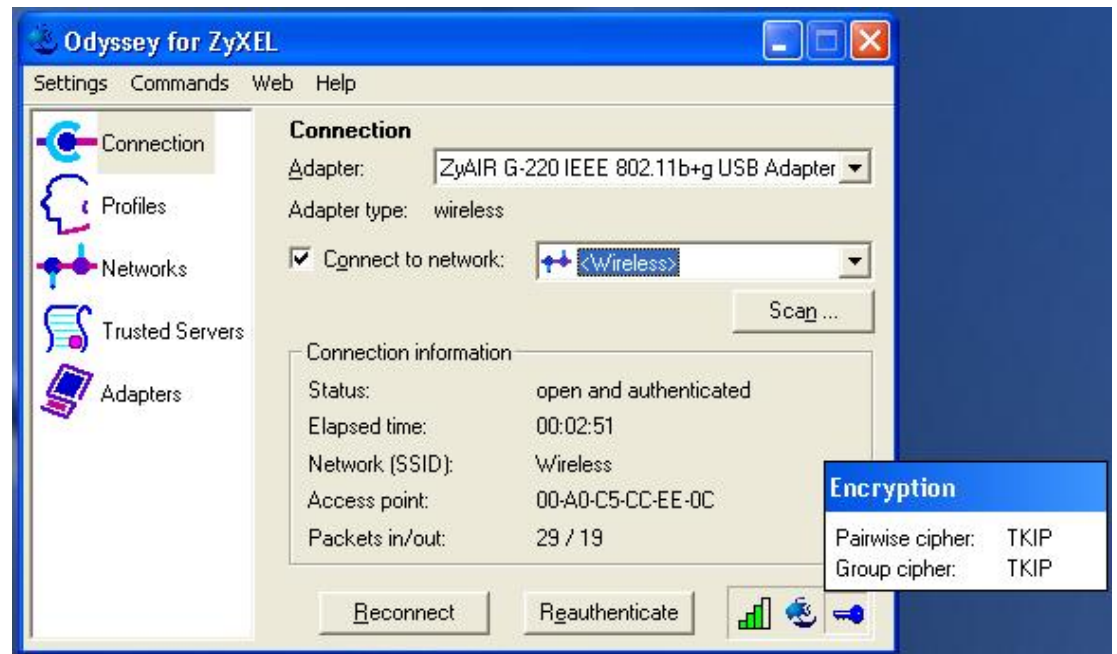 Odyssey for ZyXEL
Settings Commands Web Help
Connection
Profiles
Networks
Trusted Servers
Adapters
Connection
Adapter: ZyAIR G-220 IEEE 802.11b+g USB Adapter
Adapter type: wireless
Connect to network: <Wireless>
Scan ...
Connection information
Status: open and authenticated
Elapsed time: 00:02:51
Network (SSID): Wireless
Access point: 00-A0-C5-CC-EE-0C
Packets in/out: 29 / 19
Reconnect Reauthenticate
Encryption
Pairwise cipher: TKIP
Group cipher: TKIP